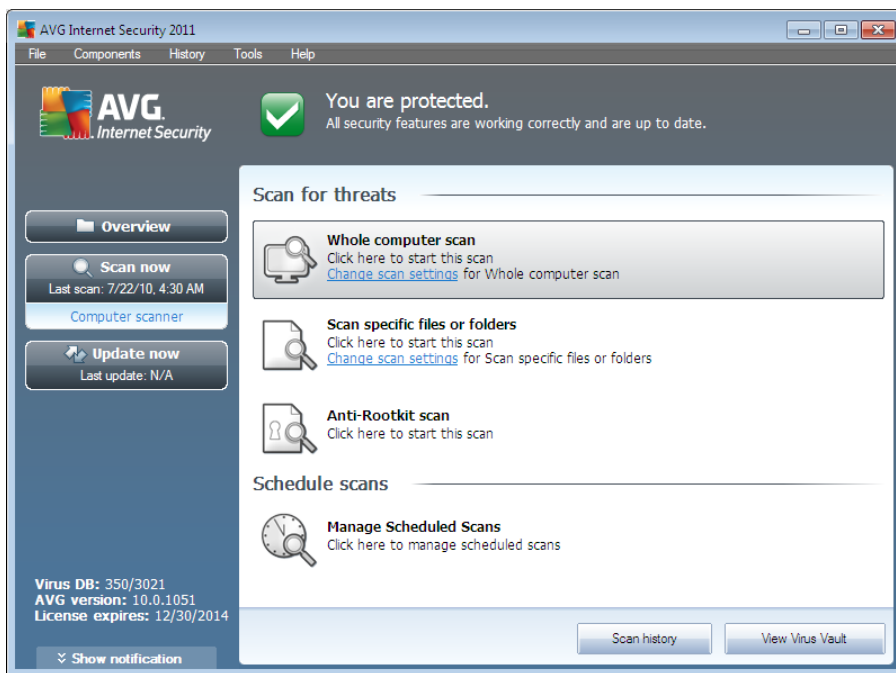 AVG Internet Security 2011
File Components History Tools Help
AVG.
Internet Security
You are protected.
All security features are working correctly and are up to date.
Overview
Scan now
Last scan: 7/22/10, 4:30 AM
Computer scanner
Update now
Last update: N/A
Scan for threats
Whole computer scan
Click here to start this scan
Change scan settings for Whole computer scan
Scan specific files or folders
Click here to start this scan
Change scan settings for Scan specific files or folders
Anti-Rootkit scan
Click here to start this scan
Schedule scans
Manage Scheduled Scans
Click here to manage scheduled scans
Virus DB: 350/3021
AVG version: 10.0.1051
License expires: 12/30/2014
Show notification
Scan history
View Virus Vault